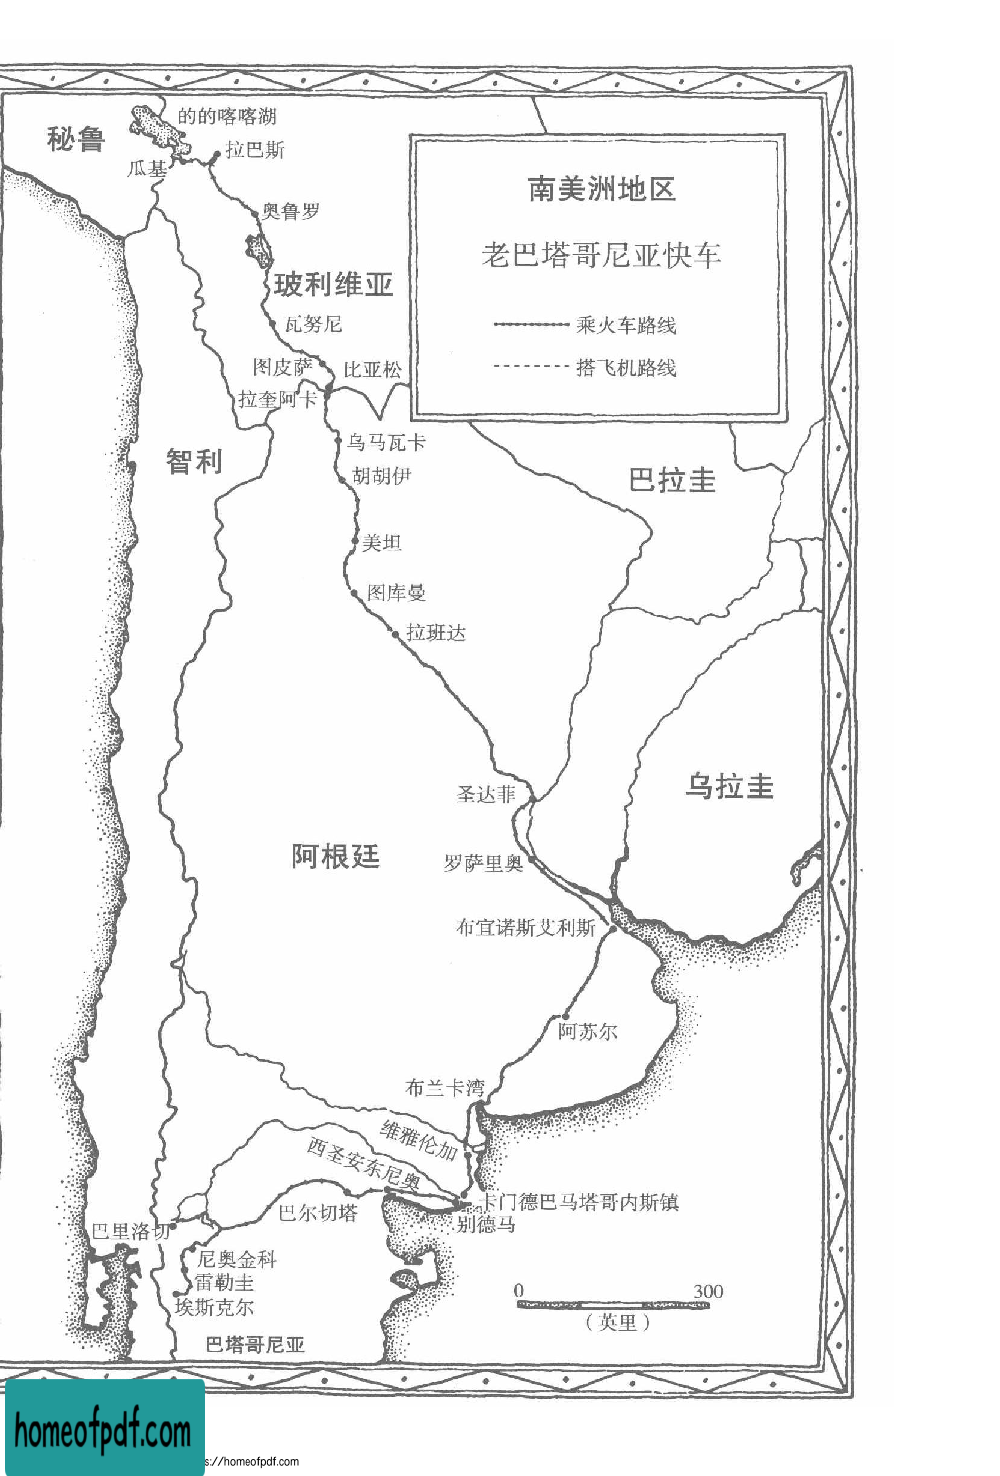 秘鲁
的的喀喀湖
瓜基
拉巴斯
奥鲁罗
玻利维亚
瓦努尼
图皮萨
比亚松
拉奎阿卡
乌马瓦卡
胡胡伊
智利
美坦
图库曼
拉班达
南美洲地区
老巴塔哥尼亚快车
乘火车路线
搭飞机路线
巴拉圭
圣达菲
乌拉圭
阿根廷
罗萨里奥
布宜诺斯艾利斯
阿苏尔
布兰卡湾
维雅伦加
西圣安东尼奥
卡门德巴马塔哥内斯镇
别德马
巴尔切塔
巴里洛切
尼奥金科
雷勒圭
埃斯克尔
巴塔哥尼亚
0 300
（英里）
homeofpdf.com
s://homeofpdf.com